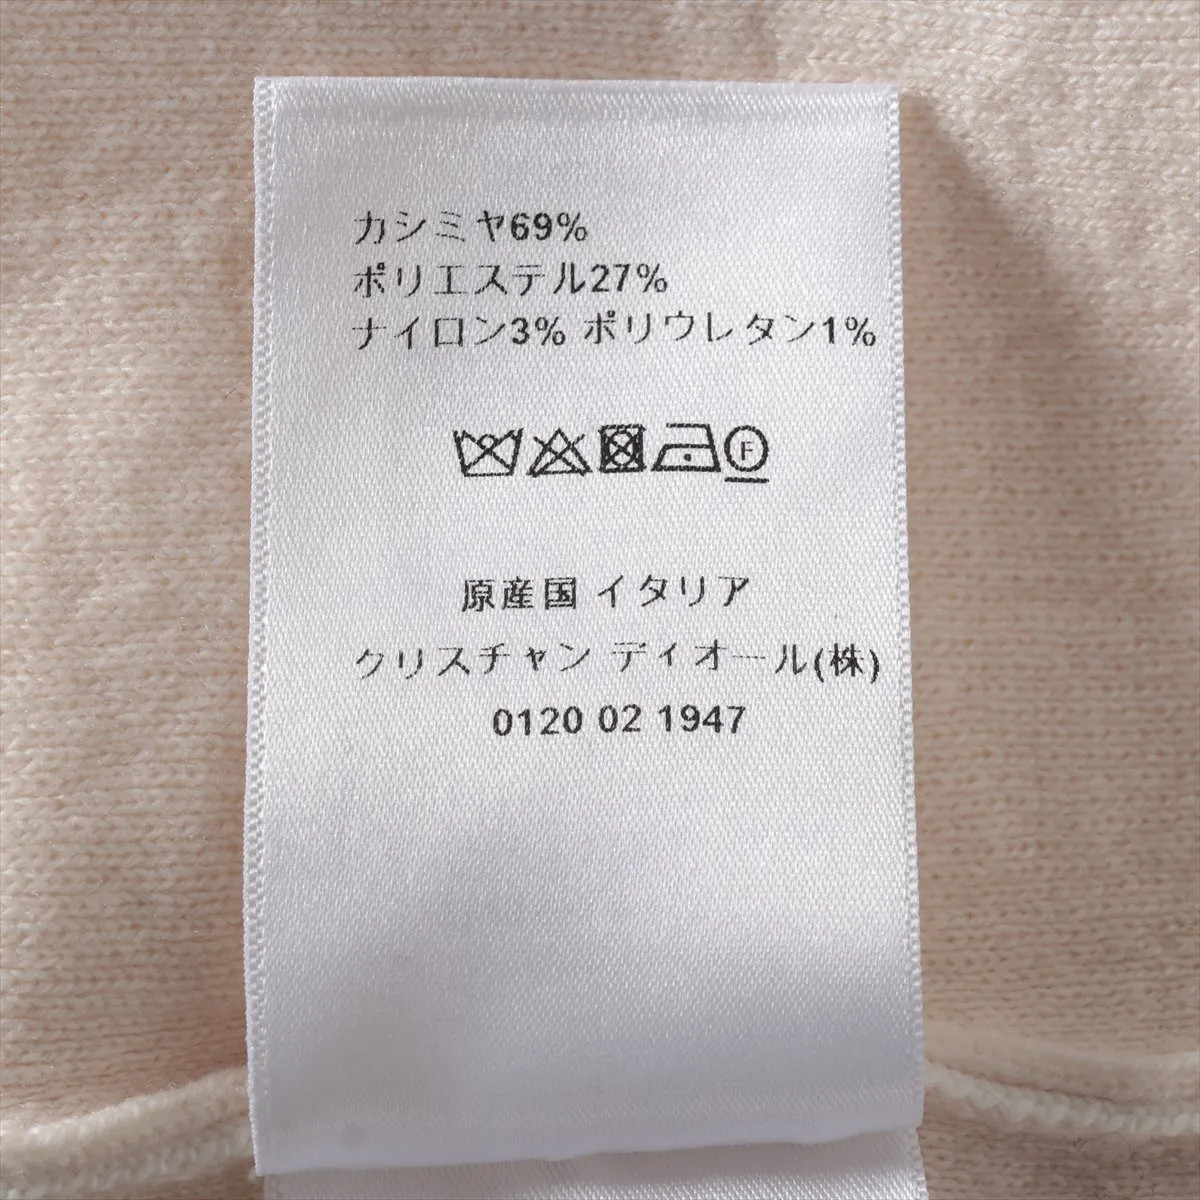 カシミヤ69%
ポリエステル27%
ナイロン3% ポリウレタン1%
F
原産国 イタリア
クリスチャン ディオール(株)
0120 02 1947